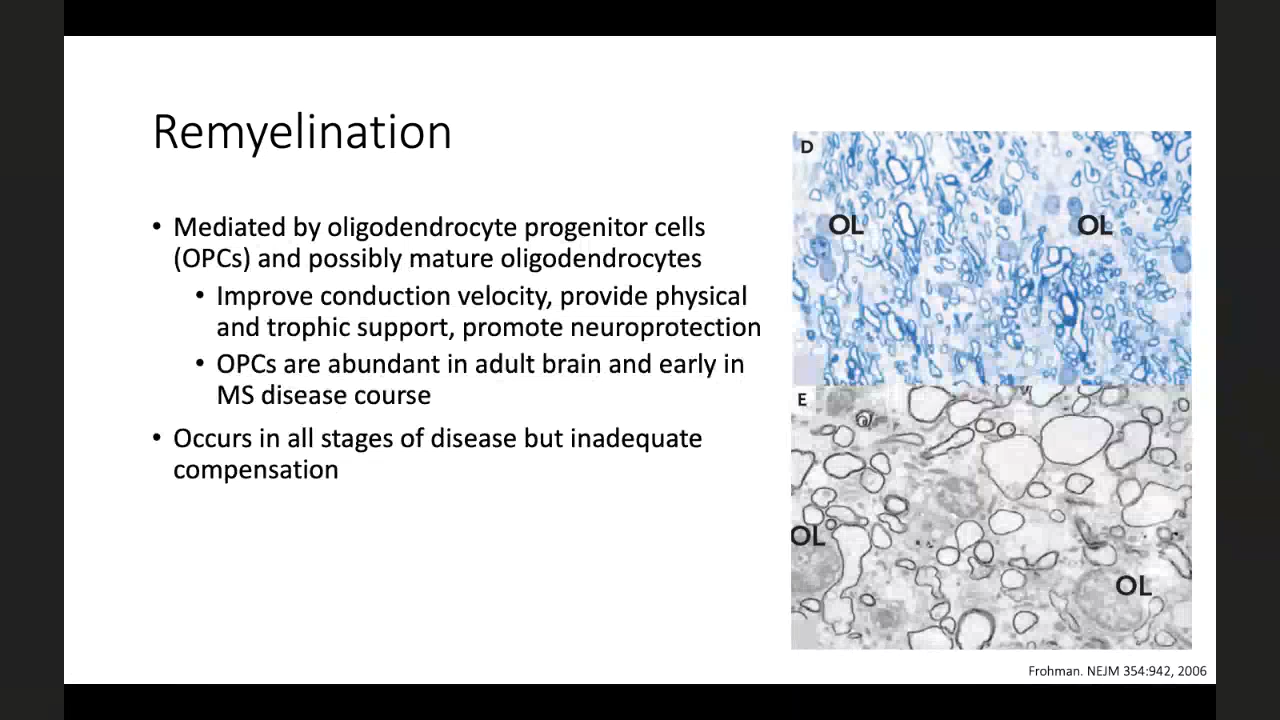 Remyelination
• Mediated by oligodendrocyte progenitor cells
(OPCs) and possibly mature oligodendrocytes
• Improve conduction velocity, provide physical
and trophic support, promote neuroprotection
• OPCs are abundant in adult brain and early in
MS disease course
• Occurs in all stages of disease but inadequate
compensation
D
OL OL
E
OL
OL
Frohman. NEJM 354:942, 2006